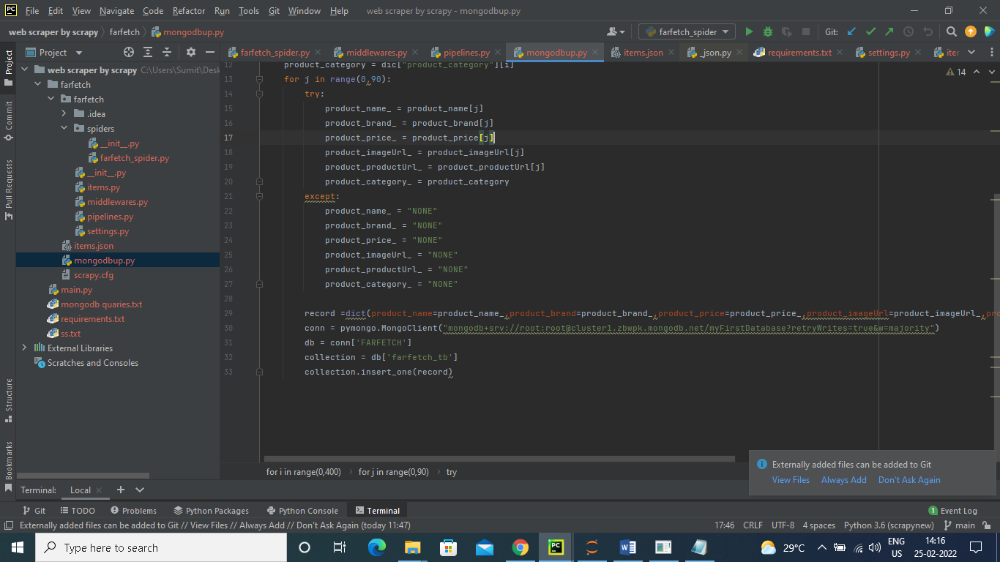 File Edit View Navigate Code Refactor Run Tools Git Window Help web scraper by scrapy - mongodbup.py
web scraper by scrapy farfetch mongodbup.py farfetch_spider Git:
Project farfetch_spider.py middlewares.py pipelines.py mongodbup.py items.json _json.py requirements.txt settings.py iter
Project
Commit
Pull Requests
Structure
Bookmarks
web scraper by scrapy C:\Users\Sumit\Desk
farfetch
farfetch
.idea
spiders
__init__.py
farfetch_spider.py
__init__.py
items.py
middlewares.py
pipelines.py
settings.py
items.json
mongodbup.py
scrapy.cfg
main.py
mongodb quaries.txt
requirements.txt
ss.txt
External Libraries
Scratches and Consoles
14
12 product_category = dic["product_category"][i]
13 for j in range(0,90):
14 try:
15 product_name_ = product_name[j]
16 product_brand_ = product_brand[j]
17 product_price_ = product_price[j]
18 product_imageUrl_ = product_imageUrl[j]
19 product_productUrl_ = product_productUrl[j]
20 product_category_ = product_category
21 except:
22 product_name_ = "NONE"
23 product_brand_ = "NONE"
24 product_price_ = "NONE"
25 product_imageUrl_ = "NONE"
26 product_productUrl_ = "NONE"
27 product_category_ = "NONE"
28
29 record =dict(product_name=product_name_,product_brand=product_brand_,product_price=product_price_,product_imageUrl=product_imageUrl_,pro
30 conn = pymongo.MongoClient("mongodb+srv://root:root@cluster1.zbwpk.mongodb.net/myFirstDatabase?retryWrites=true&w=majority")
31 db = conn['FARFETCH']
32 collection = db['farfetch_tb']
33 collection.insert_one(record)
for i in range(0,400) for j in range(0,90) try
Externally added files can be added to Git
View Files Always Add Don't Ask Again
Terminal: Local
Git TODO Problems Python Packages Python Console Terminal 1 Event Log
Externally added files can be added to Git // View Files // Always Add // Don't Ask Again (today 11:47) 17:46 CRLF UTF-8 4 spaces Python 3.6 (scrapynew) main
Type here to search 29°C ENG US 14:16 25-02-2022